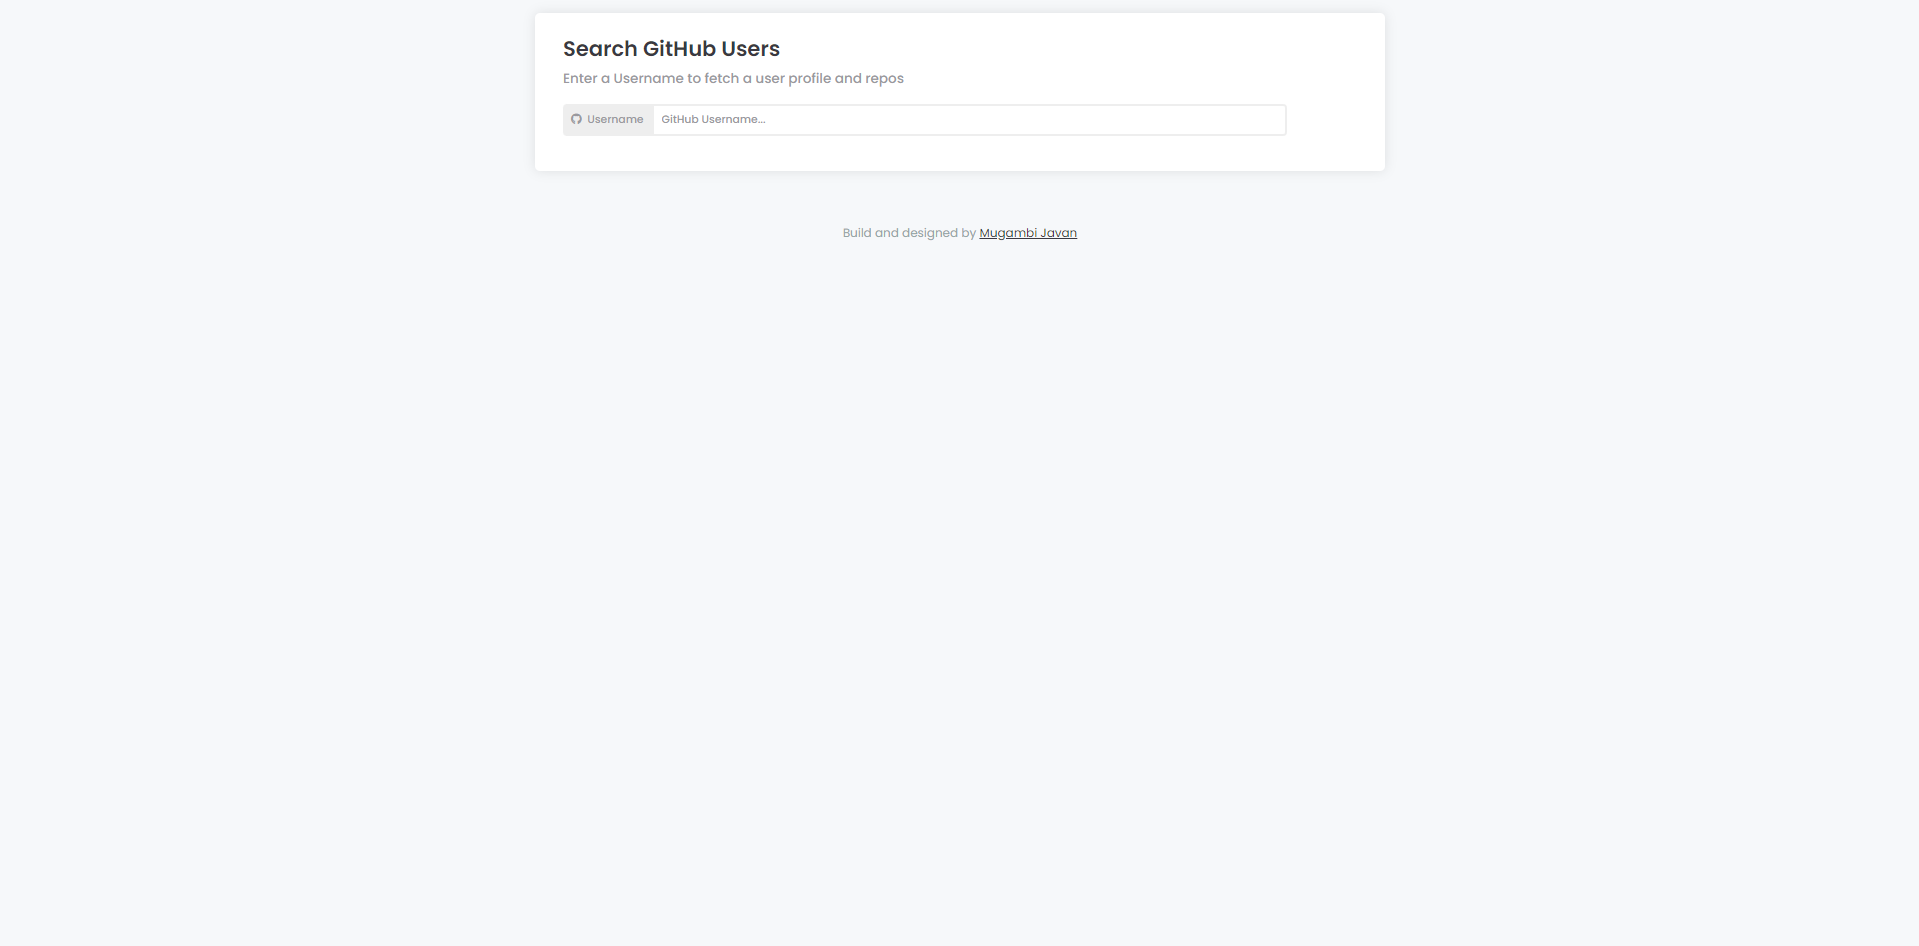 Search GitHub Users
Enter a Username to fetch a user profile and repos
Username GitHub Username...
Build and designed by Mugambi Javan